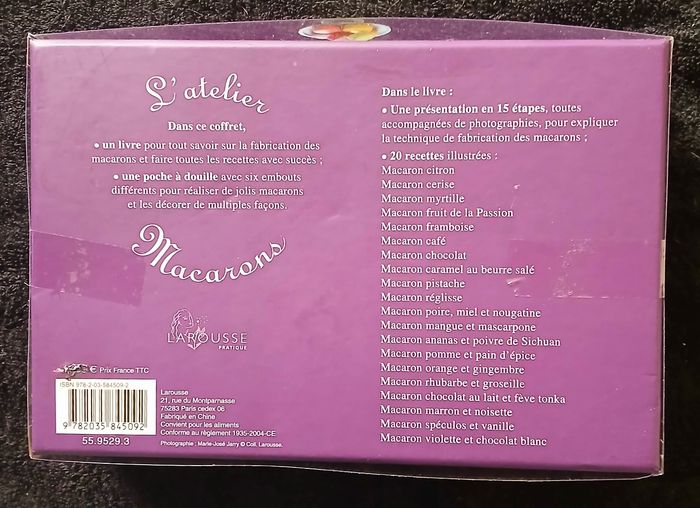 L'atelier
Dans ce coffret,
• un livre pour tout savoir sur la fabrication des
macarons et faire toutes les recettes avec succès ;
• une poche à douille avec six embouts
différents pour réaliser de jolis macarons
et les décorer de multiples façons.
Macarons
LAROUSSE
PRATIQUE
€ Prix France TTC
ISBN 978-2-03-584509-2
9 782035 845092
55.9529.3
Larousse
21, rue du Montparnasse
75283 Paris cedex 06
Fabriqué en Chine
Convient pour les aliments
Conforme au règlement 1935-2004-CE
Photographie : Marie-José Jarry © Coll. Larousse.
Dans le livre :
• Une présentation en 15 étapes, toutes
accompagnées de photographies, pour expliquer
la technique de fabrication des macarons ;
• 20 recettes illustrées :
Macaron citron
Macaron cerise
Macaron myrtille
Macaron fruit de la Passion
Macaron framboise
Macaron café
Macaron chocolat
Macaron caramel au beurre salé
Macaron pistache
Macaron réglisse
Macaron poire, miel et nougatine
Macaron mangue et mascarpone
Macaron ananas et poivre de Sichuan
Macaron pomme et pain d'épice
Macaron orange et gingembre
Macaron rhubarbe et groseille
Macaron chocolat au lait et fève tonka
Macaron marron et noisette
Macaron spéculos et vanille
Macaron violette et chocolat blanc